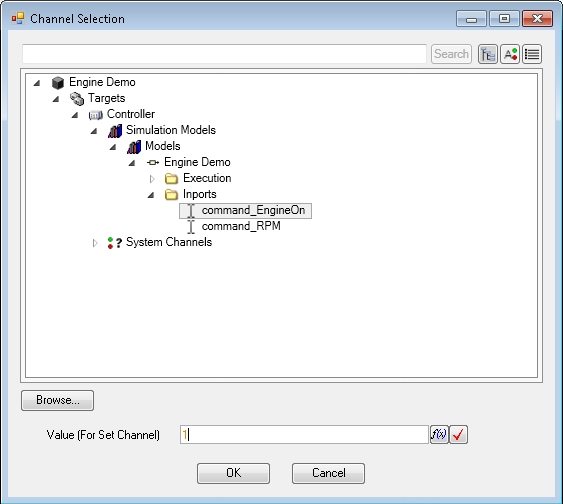 Channel Selection
Search
Engine Demo
Targets
Controller
Simulation Models
Models
Engine Demo
Execution
Inports
command_EngineOn
command_RPM
? System Channels
Browse...
Value (For Set Channel) 1 f(x)
OK Cancel